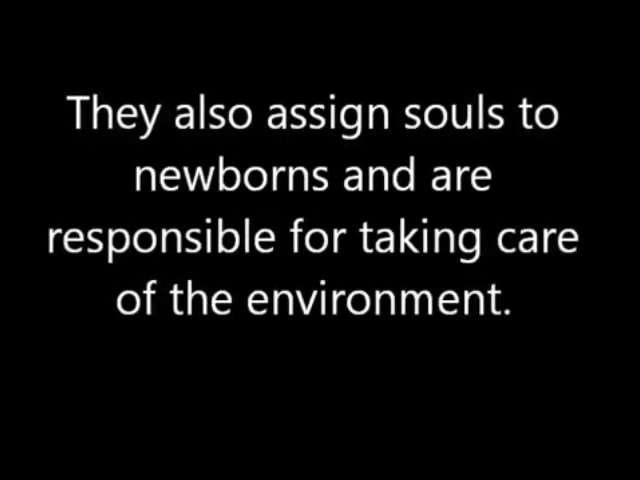 They also assign souls to
newborns and are
responsible for taking care
of the environment.